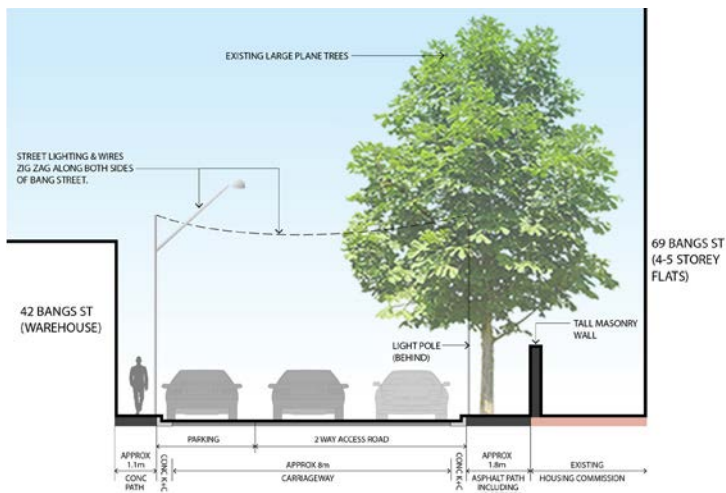 EXISTING LARGE PLANE TREES
STREET LIGHTING & WIRES
ZIG ZAG ALONG BOTH SIDES
OF BANG STREET.
69 BANGS ST
(4-5 STOREY
FLATS)
42 BANGS ST
(WAREHOUSE)
TALL MASONRY
WALL
LIGHT POLE
(BEHIND)
PARKING
2 WAY ACCESS ROAD
APPROX
1.1m
CONC
PATH
CONC K+C
APPROX 8m
CARRIAGEWAY
CONC K+C
APPROX
1.8m
ASPHALT PATH
INCLUDING
EXISTING
HOUSING COMMISSION